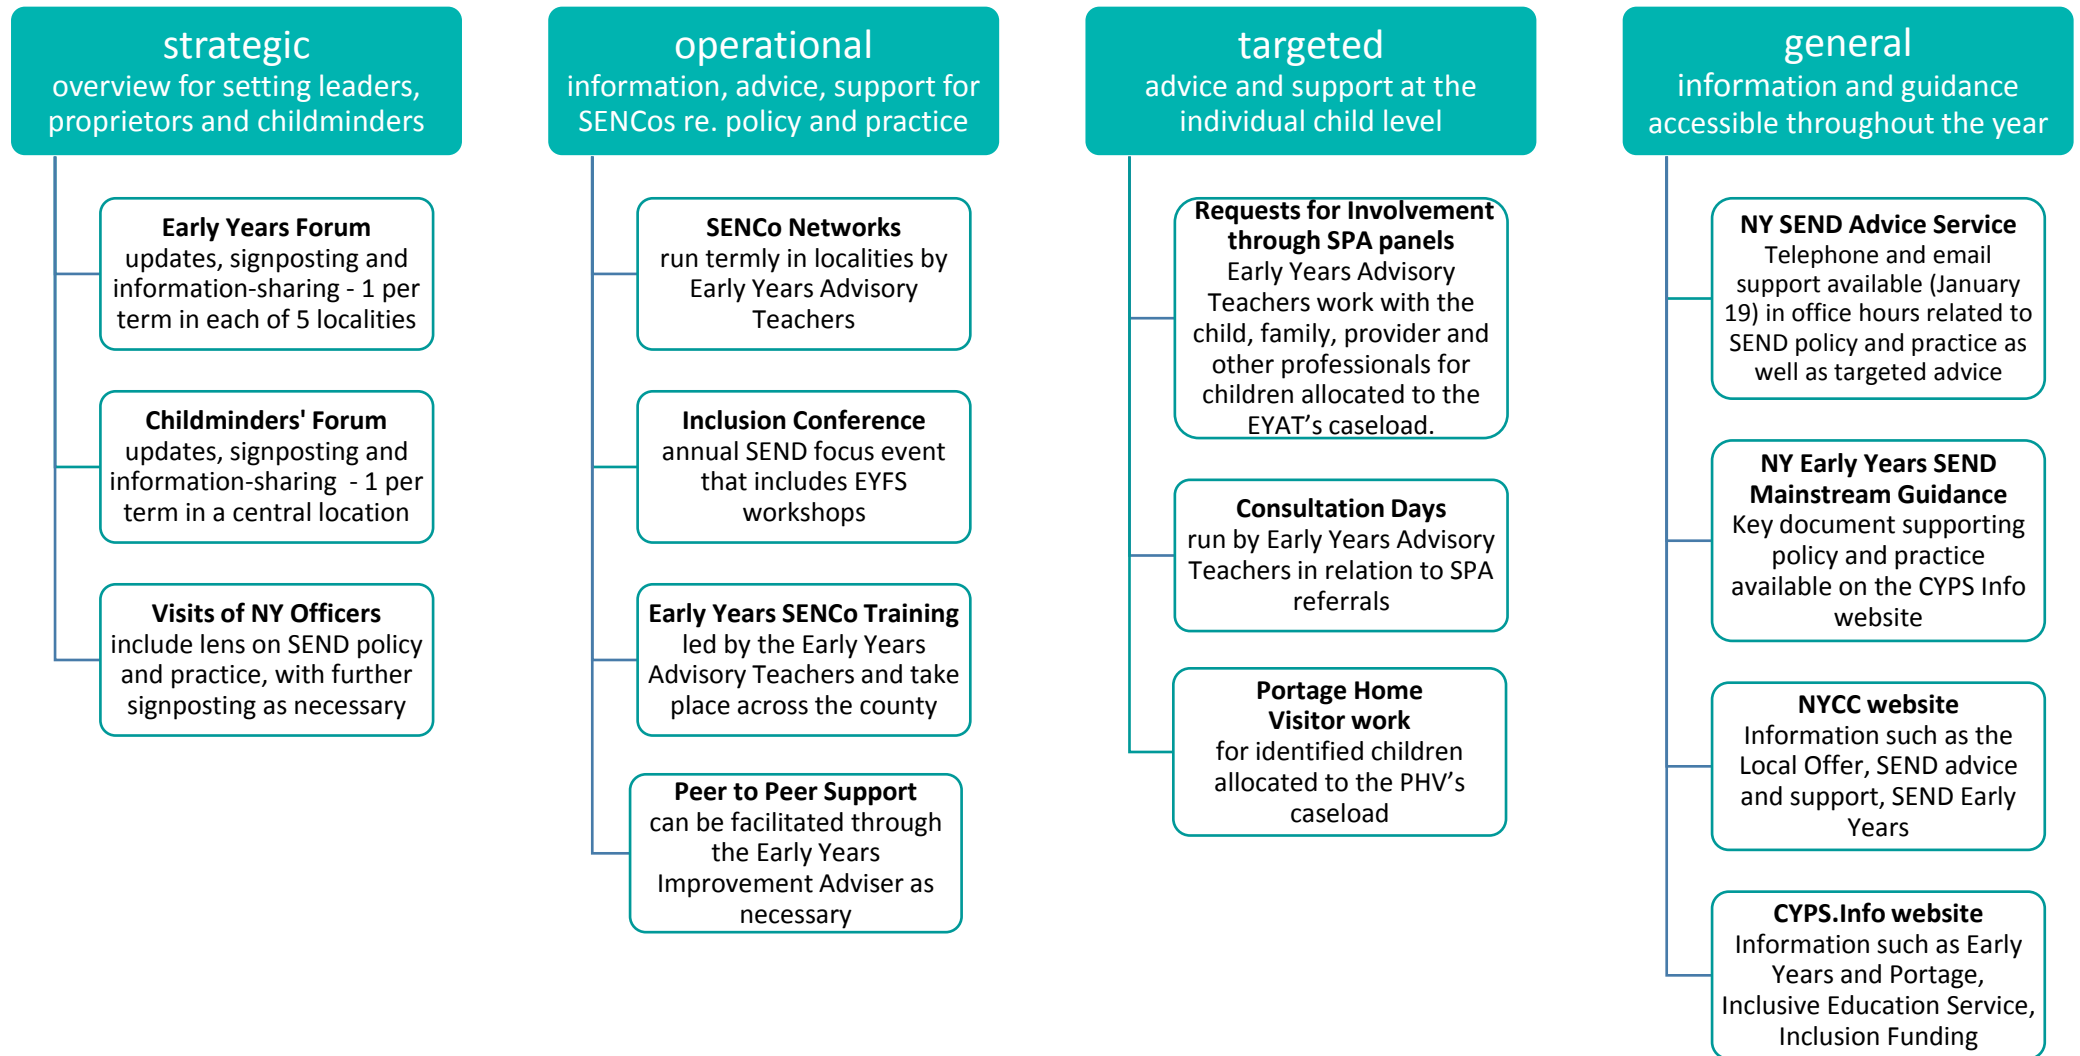 strategic
overview for setting leaders,
proprietors and childminders
Early Years Forum
updates, signposting and
information-sharing - 1 per
term in each of 5 localities
Childminders' Forum
updates, signposting and
information-sharing  - 1 per
term in a central location
Visits of NY Officers
include lens on SEND policy
and practice, with further
signposting as necessary
operational
information, advice, support for
SENCos re. policy and practice
SENCo Networks
run termly in localities by
Early Years Advisory
Teachers
Inclusion Conference
annual SEND focus event
that includes EYFS
workshops
Early Years SENCo Training
led by the Early Years
Advisory Teachers and take
place across the county
Peer to Peer Support
can be facilitated through
the Early Years
Improvement Adviser as
necessary
targeted
advice and support at the
individual child level
Requests for Involvement
through SPA panels
Early Years Advisory
Teachers work with the
child, family, provider and
other professionals for
children allocated to the
EYAT’s caseload.
Consultation Days
run by Early Years Advisory
Teachers in relation to SPA
referrals
Portage Home
Visitor work
for identified children
allocated to the PHV’s
caseload
general
information and guidance
accessible throughout the year
NY SEND Advice Service
Telephone and email
support available (January
19) in office hours related to
SEND policy and practice as
well as targeted advice
NY Early Years SEND
Mainstream Guidance
Key document supporting
policy and practice
available on the CYPS Info
website
NYCC website
Information such as the
Local Offer, SEND advice
and support, SEND Early
Years
CYPS.Info website
Information such as Early
Years and Portage,
Inclusive Education Service,
Inclusion Funding